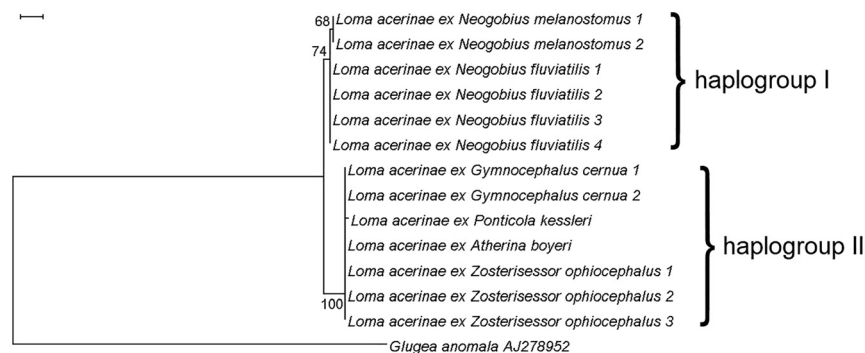 68
Loma acerinae ex Neogobius melanostomus 1
Loma acerinae ex Neogobius melanostomus 2
74
Loma acerinae ex Neogobius fluviatilis 1
haplogroup I
Loma acerinae ex Neogobius fluviatilis 2
Loma acerinae ex Neogobius fluviatilis 3
Loma acerinae ex Neogobius fluviatilis 4
Loma acerinae ex Gymnocephalus cernua 1
Loma acerinae ex Gymnocephalus cernua 2
Loma acerinae ex Ponticola kessleri
Loma acerinae ex Atherina boyeri
haplogroup II
Loma acerinae ex Zosterisessor ophiocephalus 1
Loma acerinae ex Zosterisessor ophiocephalus 2
100
Loma acerinae ex Zosterisessor ophiocephalus 3
Glugea anomala AJ278952